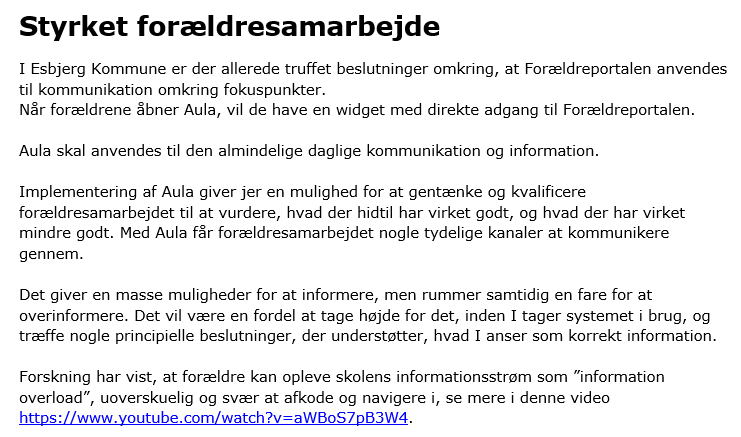 Styrket forældresamarbejde
I Esbjerg Kommune er der allerede truffet beslutninger omkring, at Forældreportalen anvendes
til kommunikation omkring fokuspunkter.
Når forældrene åbner Aula, vil de have en widget med direkte adgang til Forældreportalen.
Aula skal anvendes til den almindelige daglige kommunikation og information.
Implementering af Aula giver jer en mulighed for at gentænke og kvalificere
forældresamarbejdet til at vurdere, hvad der hidtil har virket godt, og hvad der har virket
mindre godt. Med Aula får forældresamarbejdet nogle tydelige kanaler at kommunikere
gennem.
Det giver en masse muligheder for at informere, men rummer samtidig en fare for at
overinformere. Det vil være en fordel at tage højde for det, inden I tager systemet i brug, og
træffe nogle principielle beslutninger, der understøtter, hvad I anser som korrekt information.
Forskning har vist, at forældre kan opleve skolens informationsstrøm som ”information
overload”, uoverskuelig og svær at afkode og navigere i, se mere i denne video
https://www.youtube.com/watch?v=aWBoS7pB3W4.